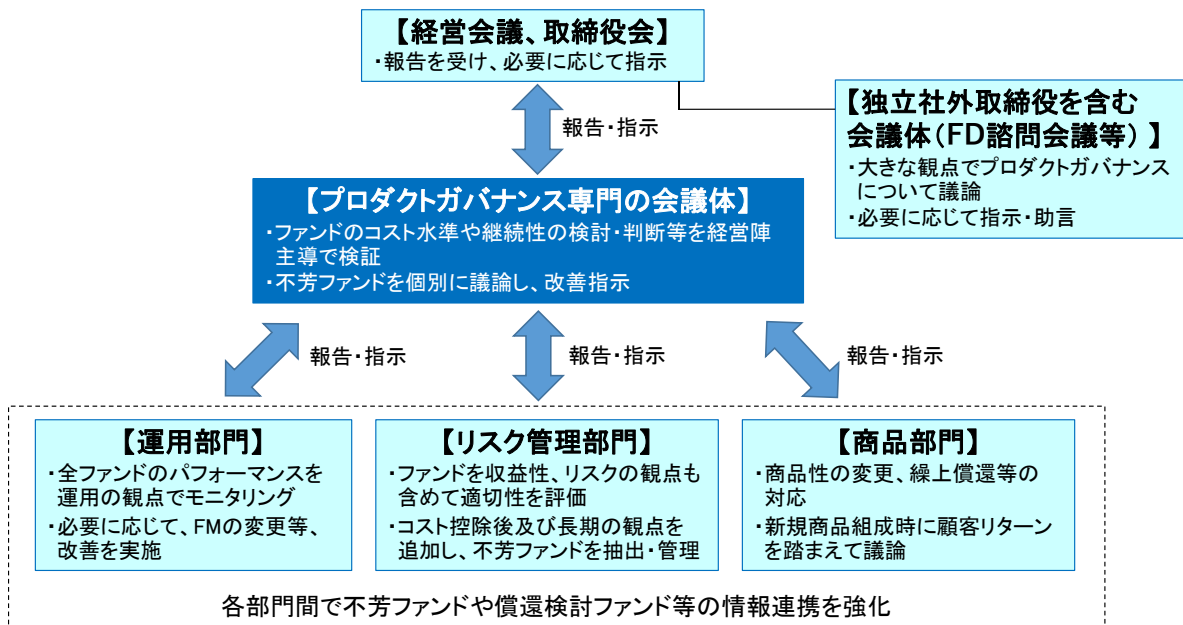 【経営会議、取締役会】
・報告を受け、必要に応じて指示
報告・指示
【独立社外取締役を含む
会議体(FD諮問会議等) 】
・大きな観点でプロダクトガバナンス
について議論
・必要に応じて指示・助言
【プロダクトガバナンス専門の会議体】
・ファンドのコスト水準や継続性の検討・判断等を経営陣
主導で検証
・不芳ファンドを個別に議論し、改善指示
報告・指示
報告・指示
報告・指示
【運用部門】
・全ファンドのパフォーマンスを
運用の観点でモニタリング
・必要に応じて、FMの変更等、
改善を実施
【リスク管理部門】
・ファンドを収益性、リスクの観点も
含めて適切性を評価
・コスト控除後及び長期の観点を
追加し、不芳ファンドを抽出・管理
【商品部門】
・商品性の変更、繰上償還等の
対応
・新規商品組成時に顧客リターン
を踏まえて議論
各部門間で不芳ファンドや償還検討ファンド等の情報連携を強化